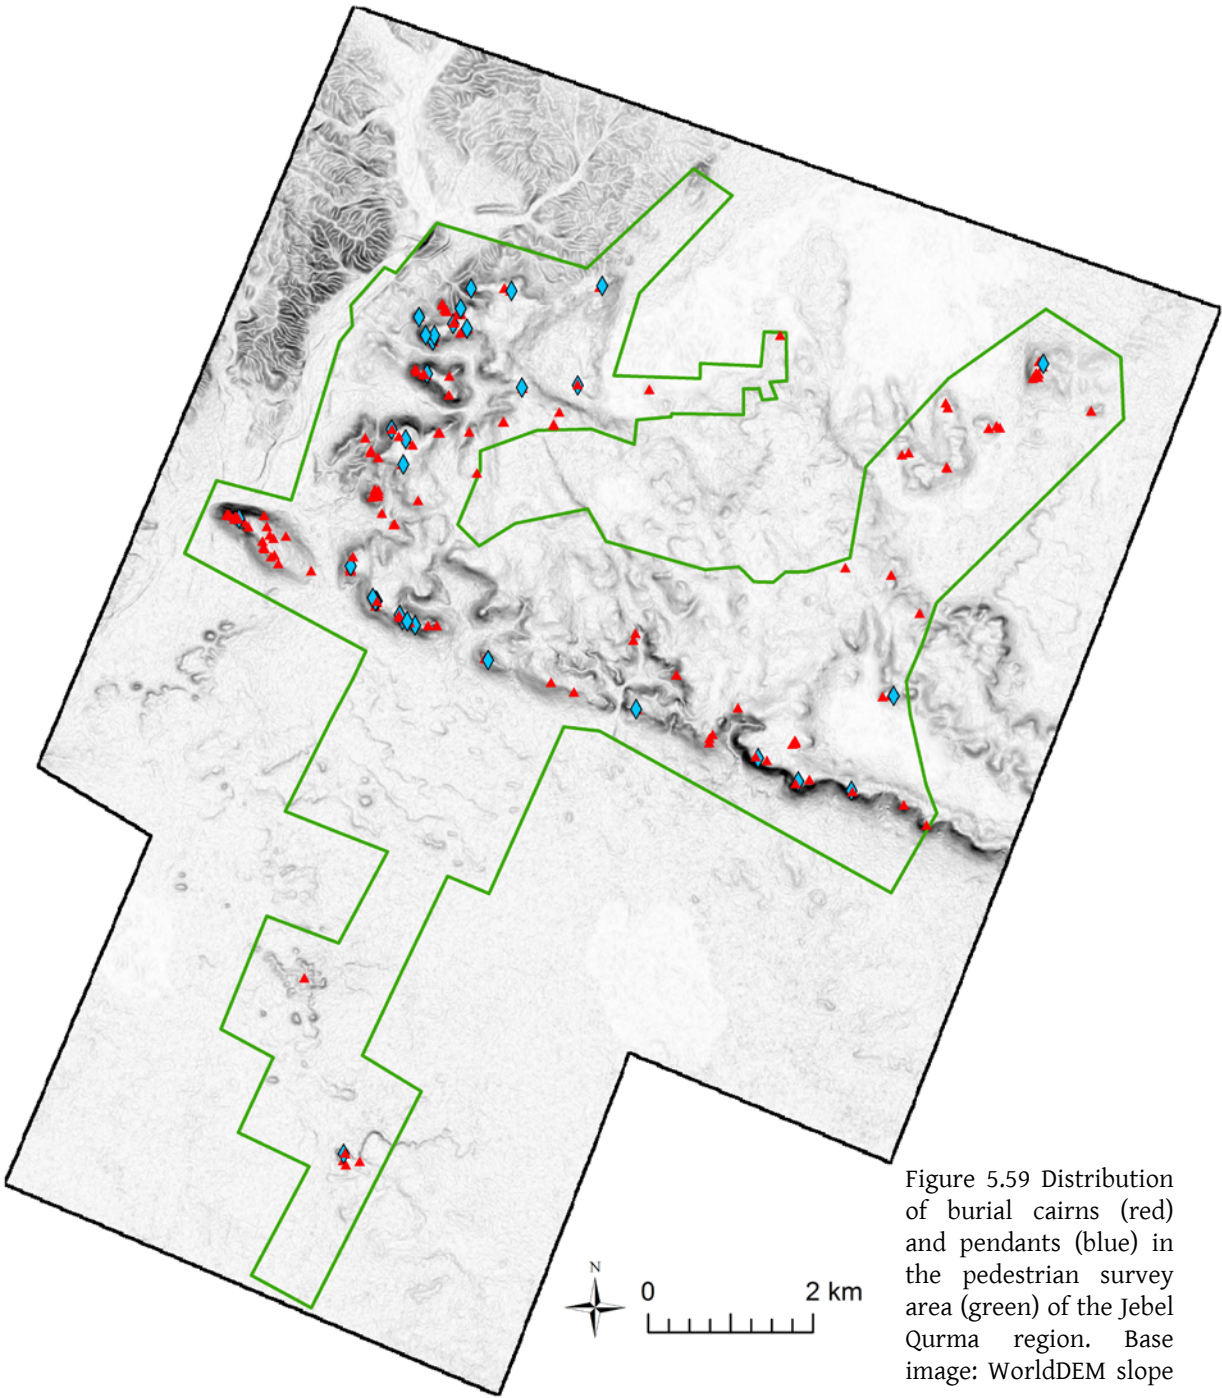 N
0 2 km
Figure 5.59 Distribution
of burial cairns (red)
and pendants (blue) in
the pedestrian survey
area (green) of the Jebel
Qurma region. Base
image: WorldDEM slope